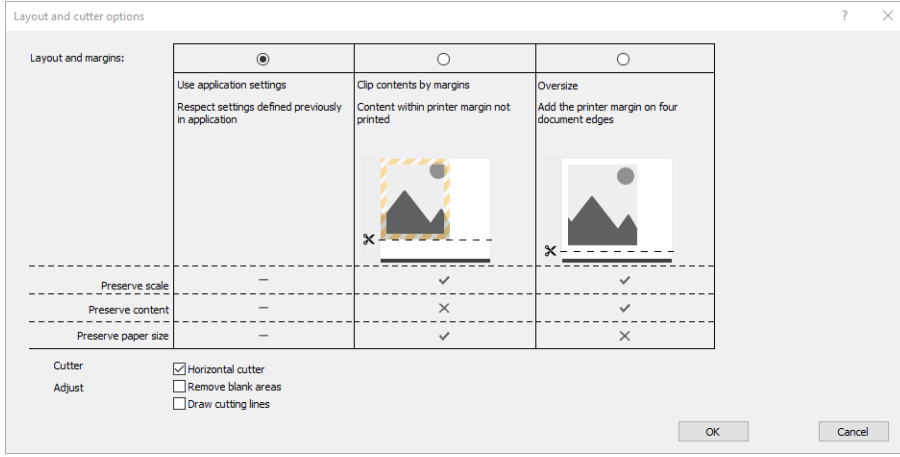 Layout and cutter options
Layout and margins:
Use application settings
Respect settings defined previously
in application
Clip contents by margins
Content within printer margin not
printed
Oversize
Add the printer margin on four
document edges
Preserve scale
Preserve content
Preserve paper size
Cutter
Horizontal cutter
Adjust
Remove blank areas
Draw cutting lines
OK
Cancel